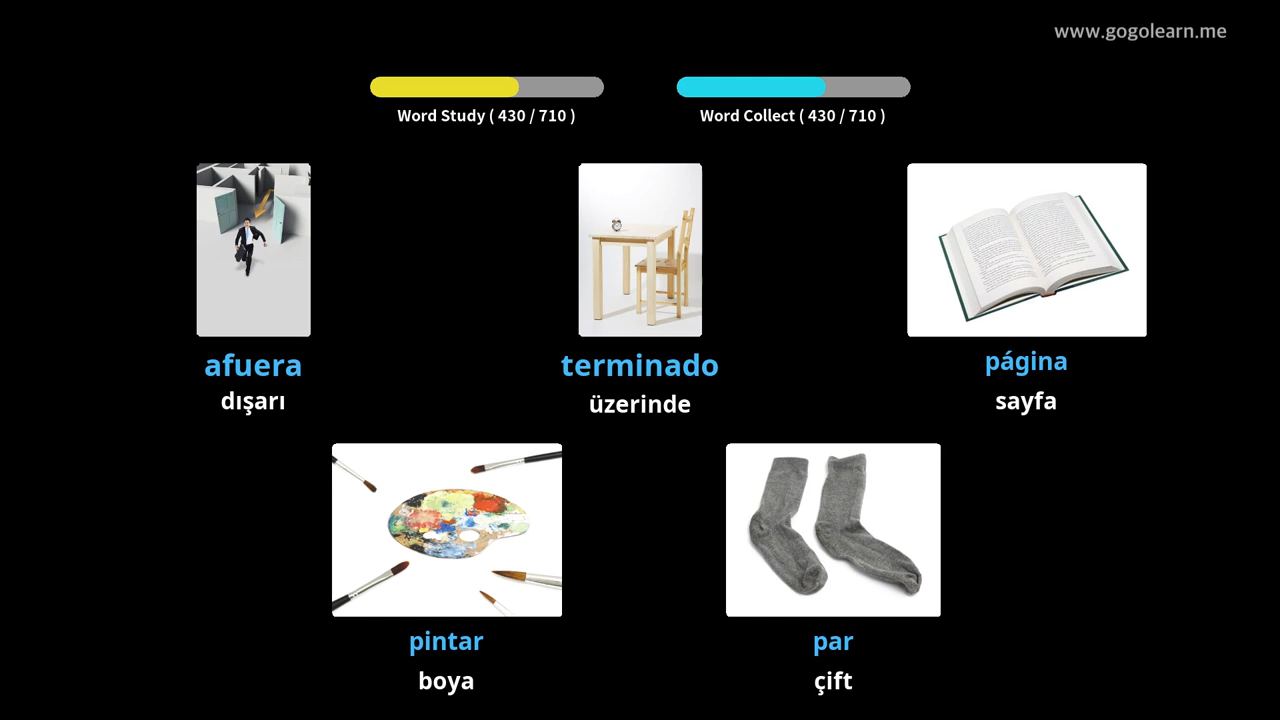 www.gogolearn.me
Word Study ( 430 / 710 )
Word Collect ( 430 / 710 )
afuera
dışarı
terminado
üzerinde
página
sayfa
pintar
boya
par
çift